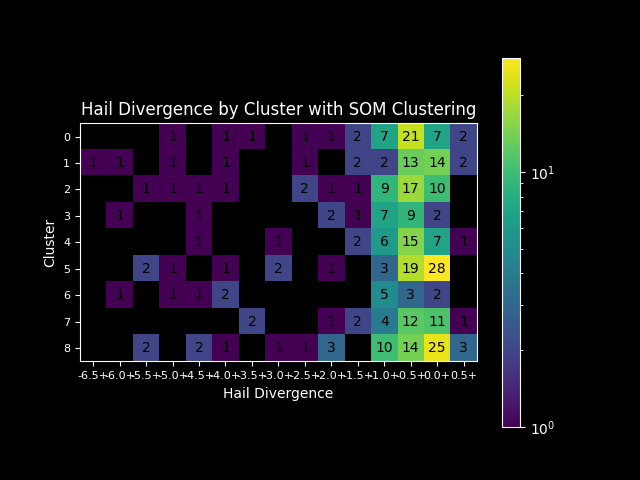 Hail Divergence by Cluster with SOM Clustering
0 1 1 1 1 1 2 7 21 7 2
1 1 1 1 1 1 2 2 13 14 2
2 1 1 1 1 2 1 1 9 17 10
3 1 1 2 1 7 9 2
4 1 1 2 6 15 7 1
5 2 1 1 2 1 3 19 28
6 1 1 1 2 5 3 2
7 2 1 2 4 12 11 1
8 2 2 1 1 1 3 10 14 25 3
-6.5+ -6.0+ -5.5+ -5.0+ -4.5+ -4.0+ -3.5+ -3.0+ -2.5+ -2.0+ -1.5+ -1.0+ -0.5+ 0.0+ 0.5+
Hail Divergence
Cluster
10¹
10⁰